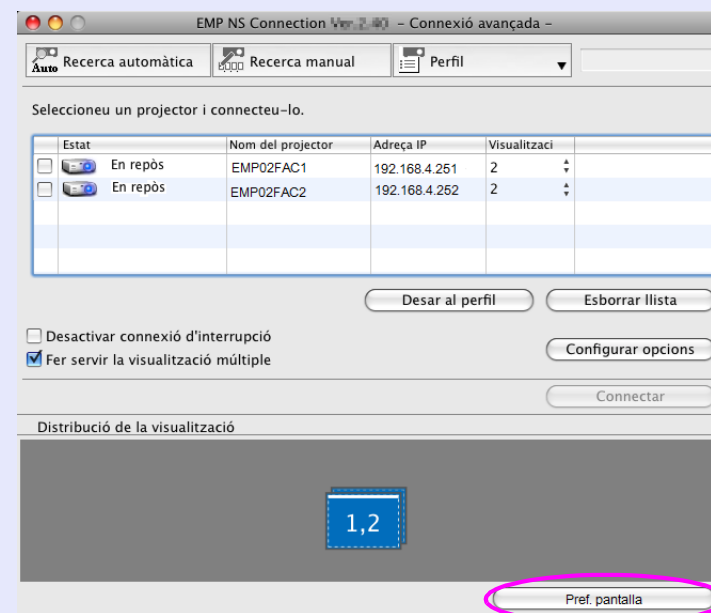 EMP NS Connection – Connexió avançada –
Auto Recerca automàtica Recerca manual Perfil
Seleccioneu un projector i connecteu-lo.
Estat Nom del projector Adreça IP Visualitzaci
En repòs EMP02FAC1 192.168.4.251 2
En repòs EMP02FAC2 192.168.4.252 2
Desar al perfil Esborrar llista
Desactivar connexió d'interrupció
Fer servir la visualització múltiple
Configurar opcions
Connectar
Distribució de la visualització
1,2
Pref. pantalla